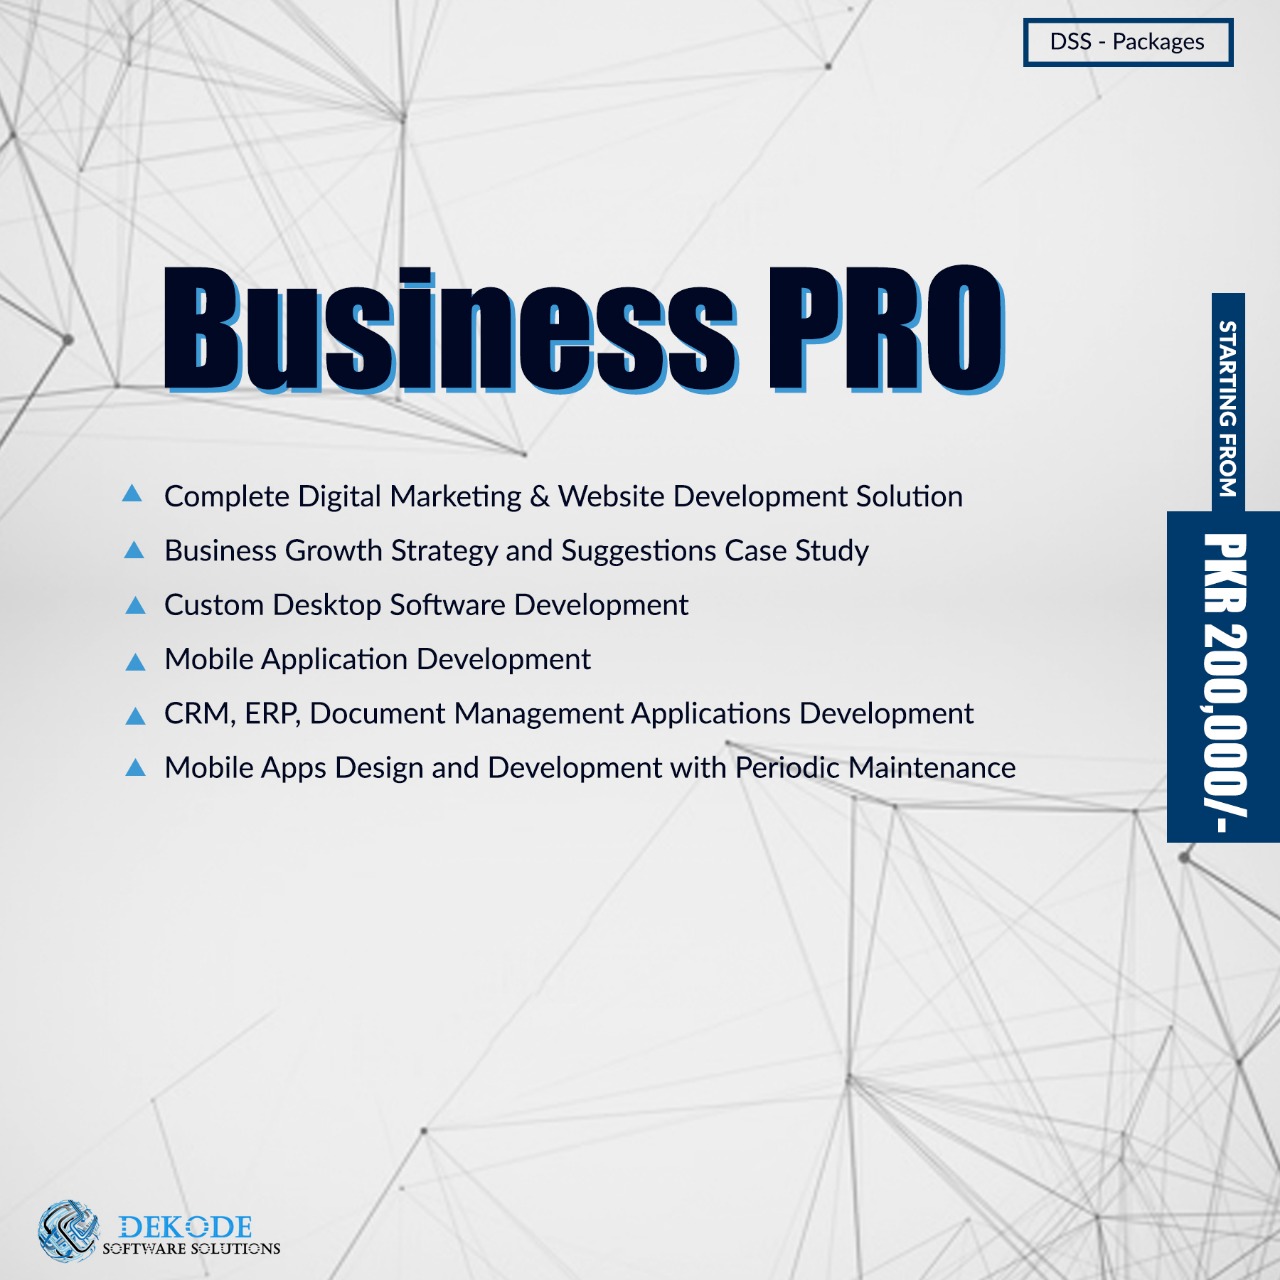 DSS - Packages
Business PRO
Complete Digital Marketing & Website Development Solution
Business Growth Strategy and Suggestions Case Study
Custom Desktop Software Development
Mobile Application Development
CRM, ERP, Document Management Applications Development
Mobile Apps Design and Development with Periodic Maintenance
STARTING FROM
PKR 200,000/-
DEKODE
SOFTWARE SOLUTIONS